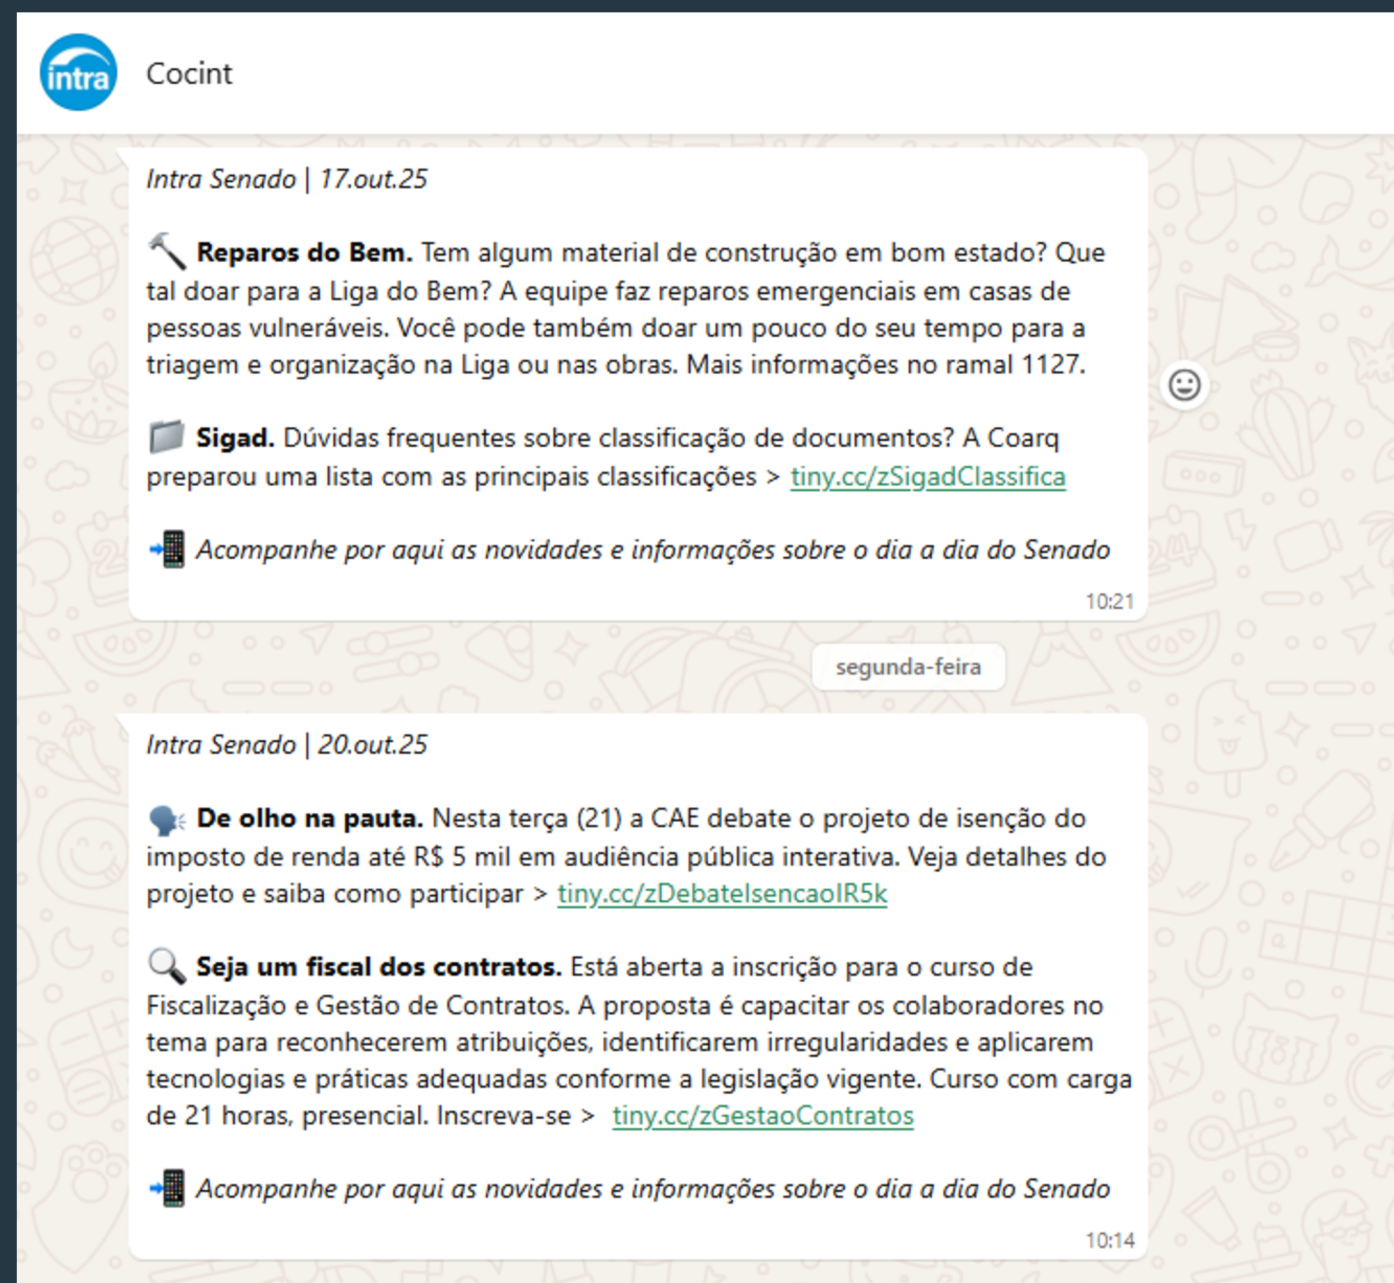 intra
Cocint
Intra Senado | 17.out.25
🔨 Reparos do Bem. Tem algum material de construção em bom estado? Que
tal doar para a Liga do Bem? A equipe faz reparos emergenciais em casas de
pessoas vulneráveis. Você pode também doar um pouco do seu tempo para a
triagem e organização na Liga ou nas obras. Mais informações no ramal 1127.
📁 Sigad. Dúvidas frequentes sobre classificação de documentos? A Coarq
preparou uma lista com as principais classificações > tiny.cc/zSigadClassifica
📲 Acompanhe por aqui as novidades e informações sobre o dia a dia do Senado
10:21
segunda-feira
Intra Senado | 20.out.25
🗣️ De olho na pauta. Nesta terça (21) a CAE debate o projeto de isenção do
imposto de renda até R$ 5 mil em audiência pública interativa. Veja detalhes do
projeto e saiba como participar > tiny.cc/zDebateIsencaoIR5k
🔍 Seja um fiscal dos contratos. Está aberta a inscrição para o curso de
Fiscalização e Gestão de Contratos. A proposta é capacitar os colaboradores no
tema para reconhecerem atribuições, identificarem irregularidades e aplicarem
tecnologias e práticas adequadas conforme a legislação vigente. Curso com carga
de 21 horas, presencial. Inscreva-se > tiny.cc/zGestaoContratos
📲 Acompanhe por aqui as novidades e informações sobre o dia a dia do Senado
10:14